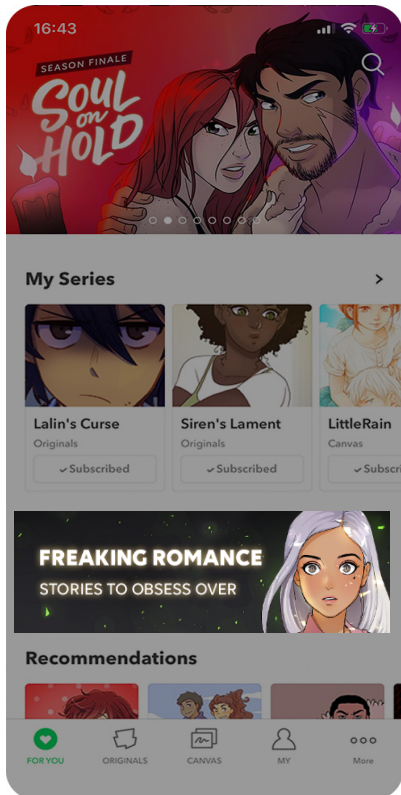 16:43
SEASON FINALE
SOUL
on
HOLD
My Series
Lalin's Curse
Originals
Subscribed
Siren's Lament
Originals
Subscribed
LittleRain
Canvas
Subscri
FREAKING ROMANCE
STORIES TO OBSESS OVER
Recommendations
FOR YOU
ORIGINALS
CANVAS
MY
More